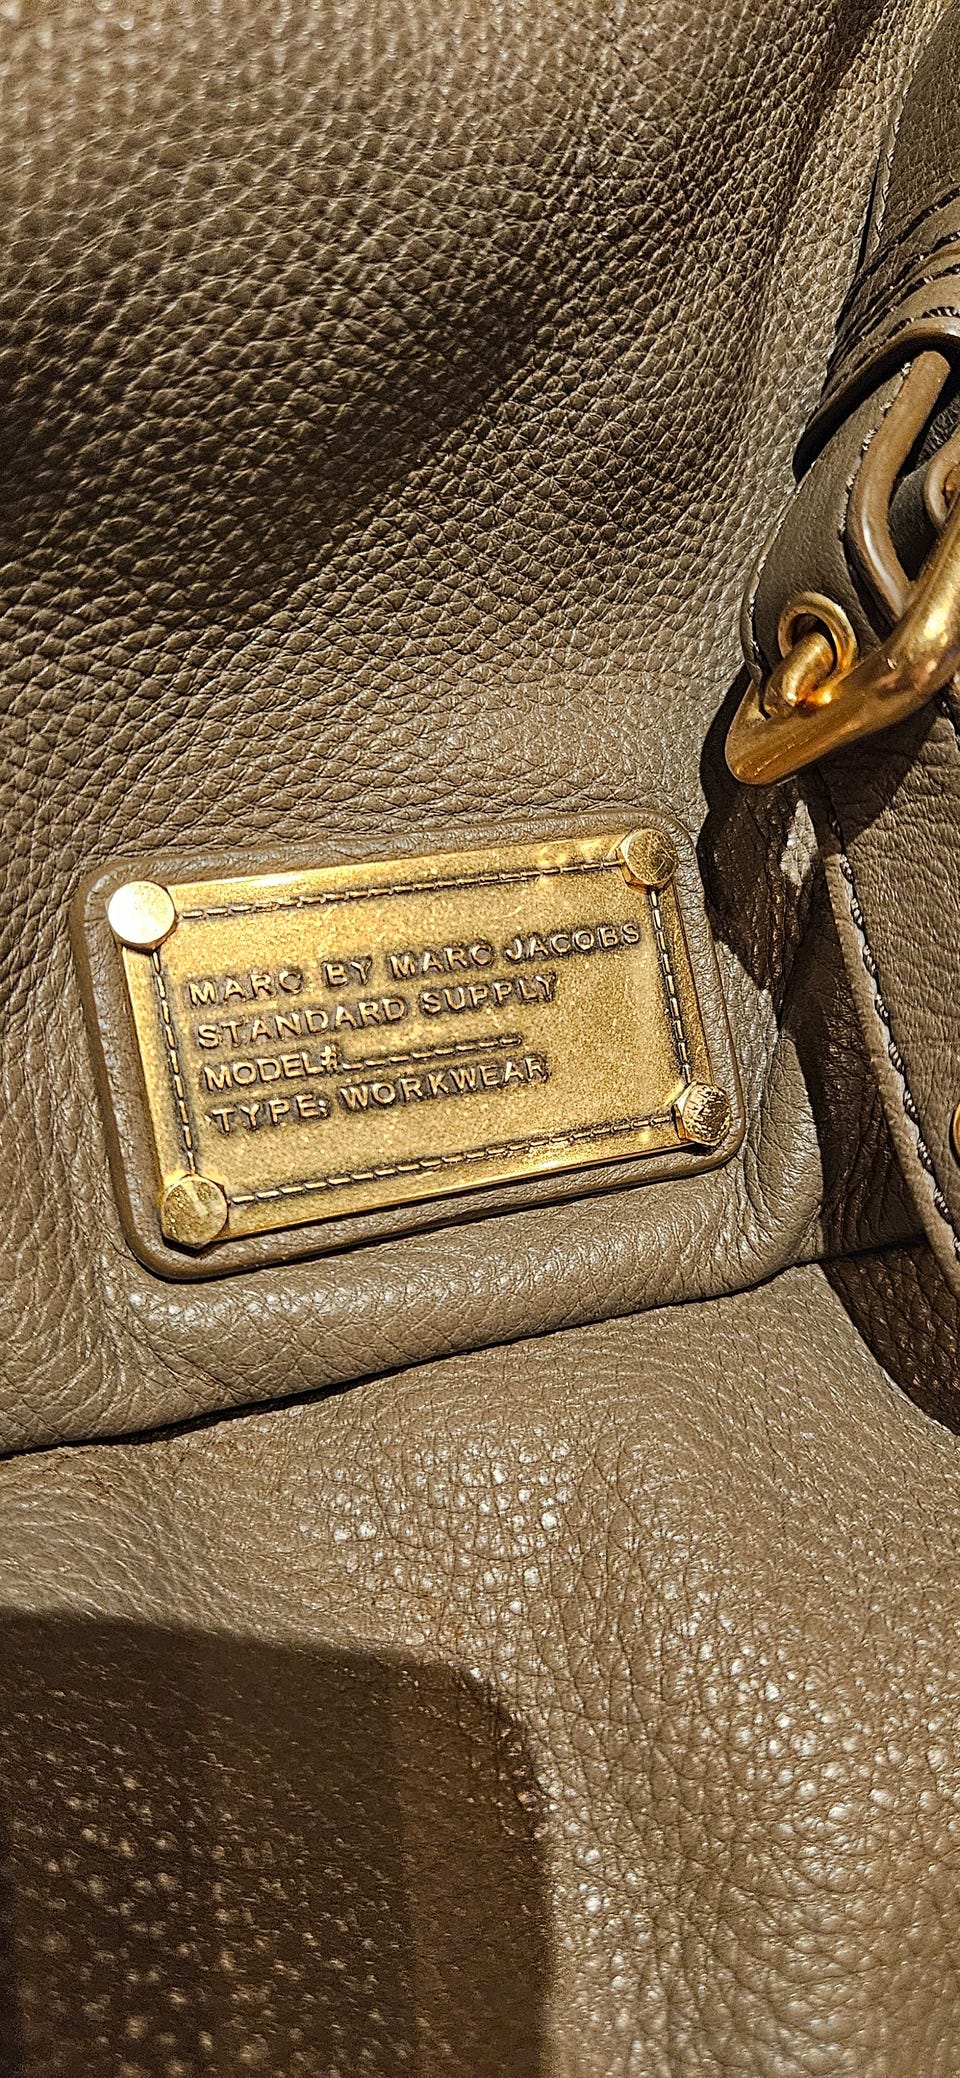 MARC BY MARC JACOBS
STANDARD SUPPLY
MODEL#_________
TYPE: WORKWEAR